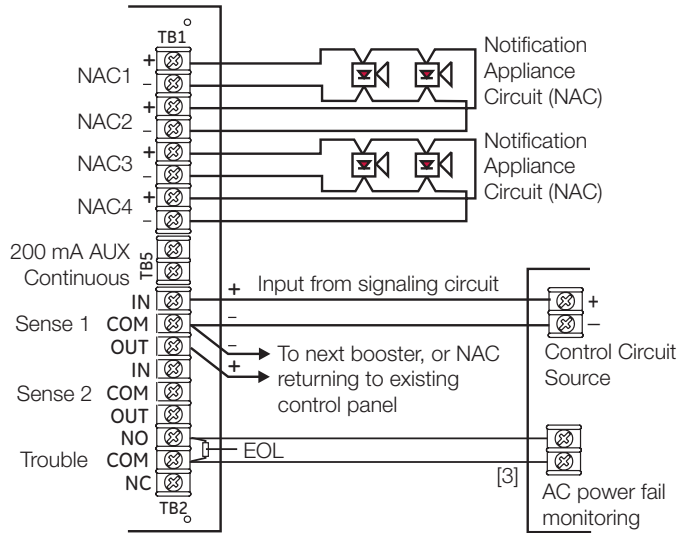 TB1
NAC1
+
–
NAC2
+
–
NAC3
+
–
NAC4
+
–
Notification
Appliance
Circuit (NAC)
Notification
Appliance
Circuit (NAC)
200 mA AUX
Continuous
TB5
Sense 1
IN
COM
OUT
+
Input from signaling circuit
–
–
+
To next booster, or NAC
returning to existing
control panel
+
–
Control Circuit
Source
Sense 2
IN
COM
OUT
Trouble
NO
COM
NC
EOL
[3]
AC power fail
monitoring
TB2